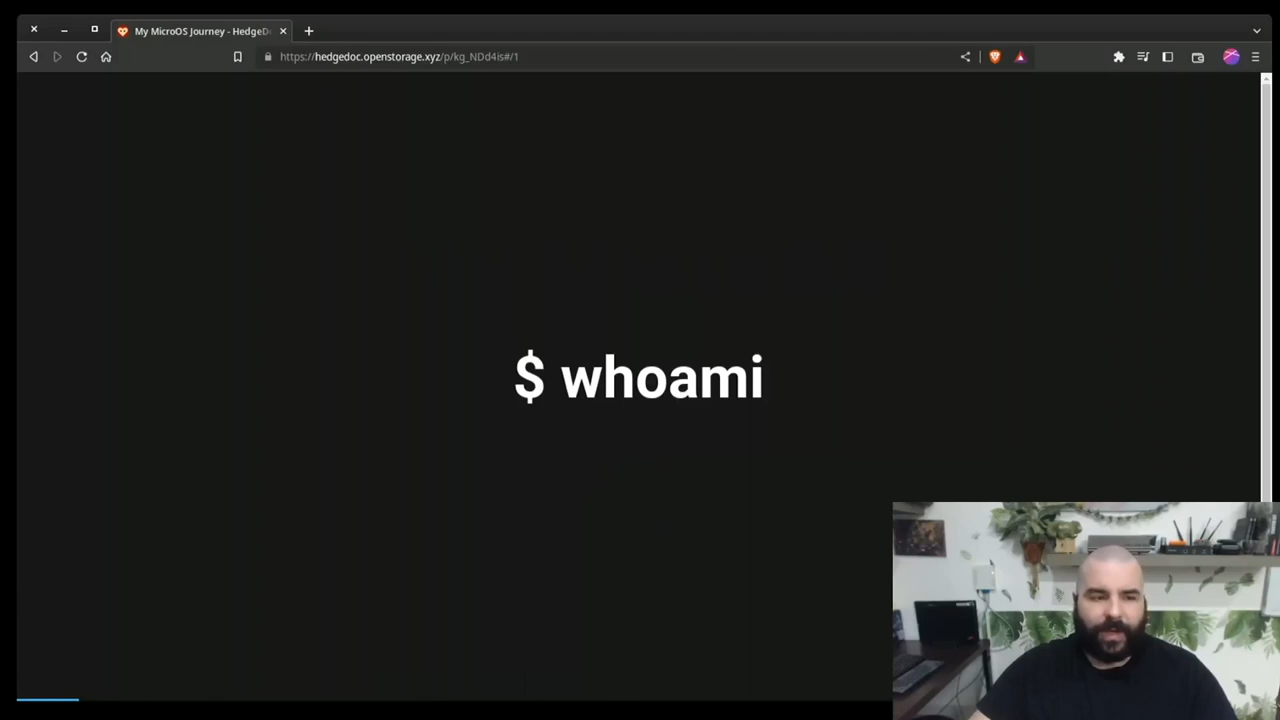 My MicroOS Journey - HedgeD
https://hedgedoc.openstorage.xyz/p/kg_NDd4is#/1
$ whoami